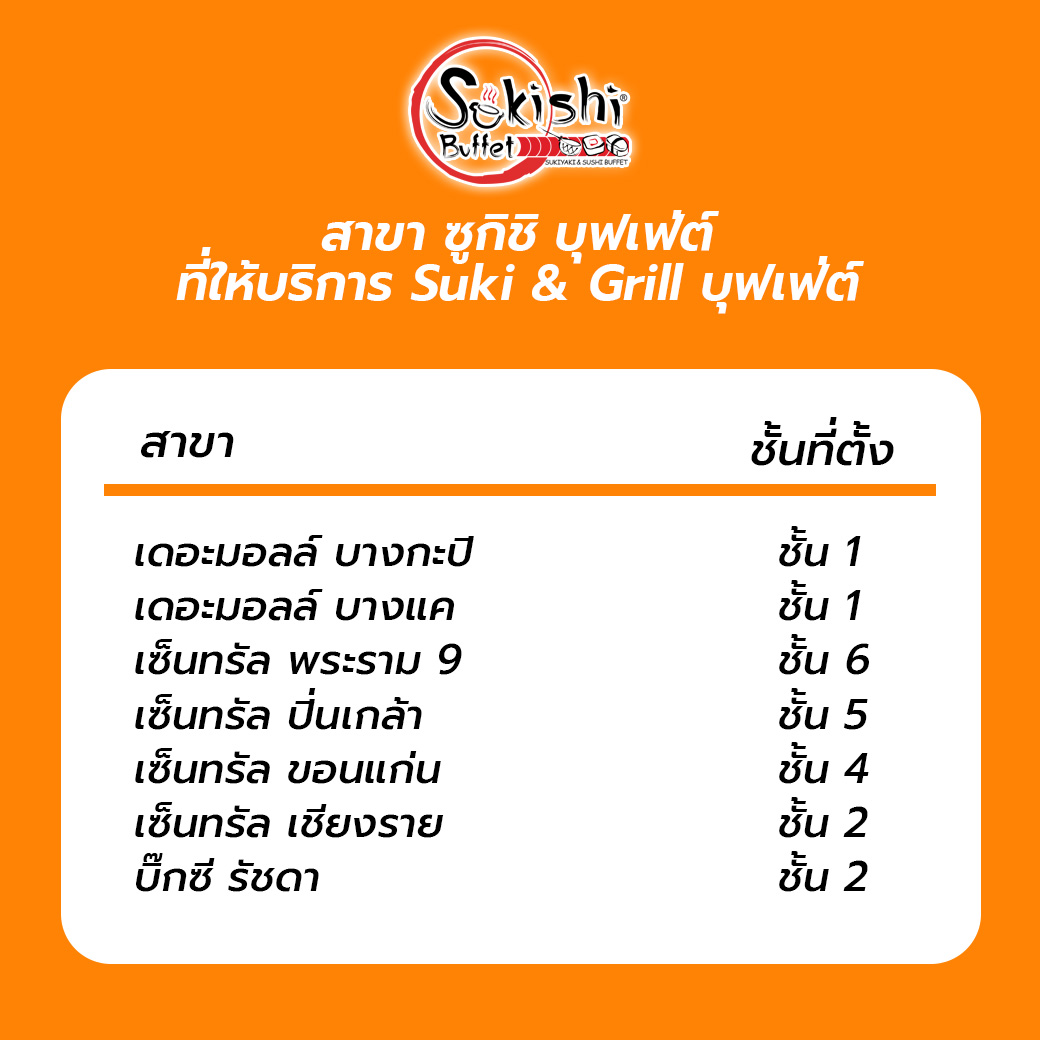 Sukishi®
Buffet
SUKIYAKI & SUSHI BUFFET
สาขา ซูกิชิ บุฟเฟ่ต์
ที่ให้บริการ Suki & Grill บุฟเฟ่ต์
สาขา ชั้นที่ตั้ง
เดอะมอลล์ บางกะปิ ชั้น 1
เดอะมอลล์ บางแค ชั้น 1
เซ็นทรัล พระราม 9 ชั้น 6
เซ็นทรัล ปิ่นเกล้า ชั้น 5
เซ็นทรัล ขอนแก่น ชั้น 4
เซ็นทรัล เชียงราย ชั้น 2
บิ๊กซี รัชดา ชั้น 2